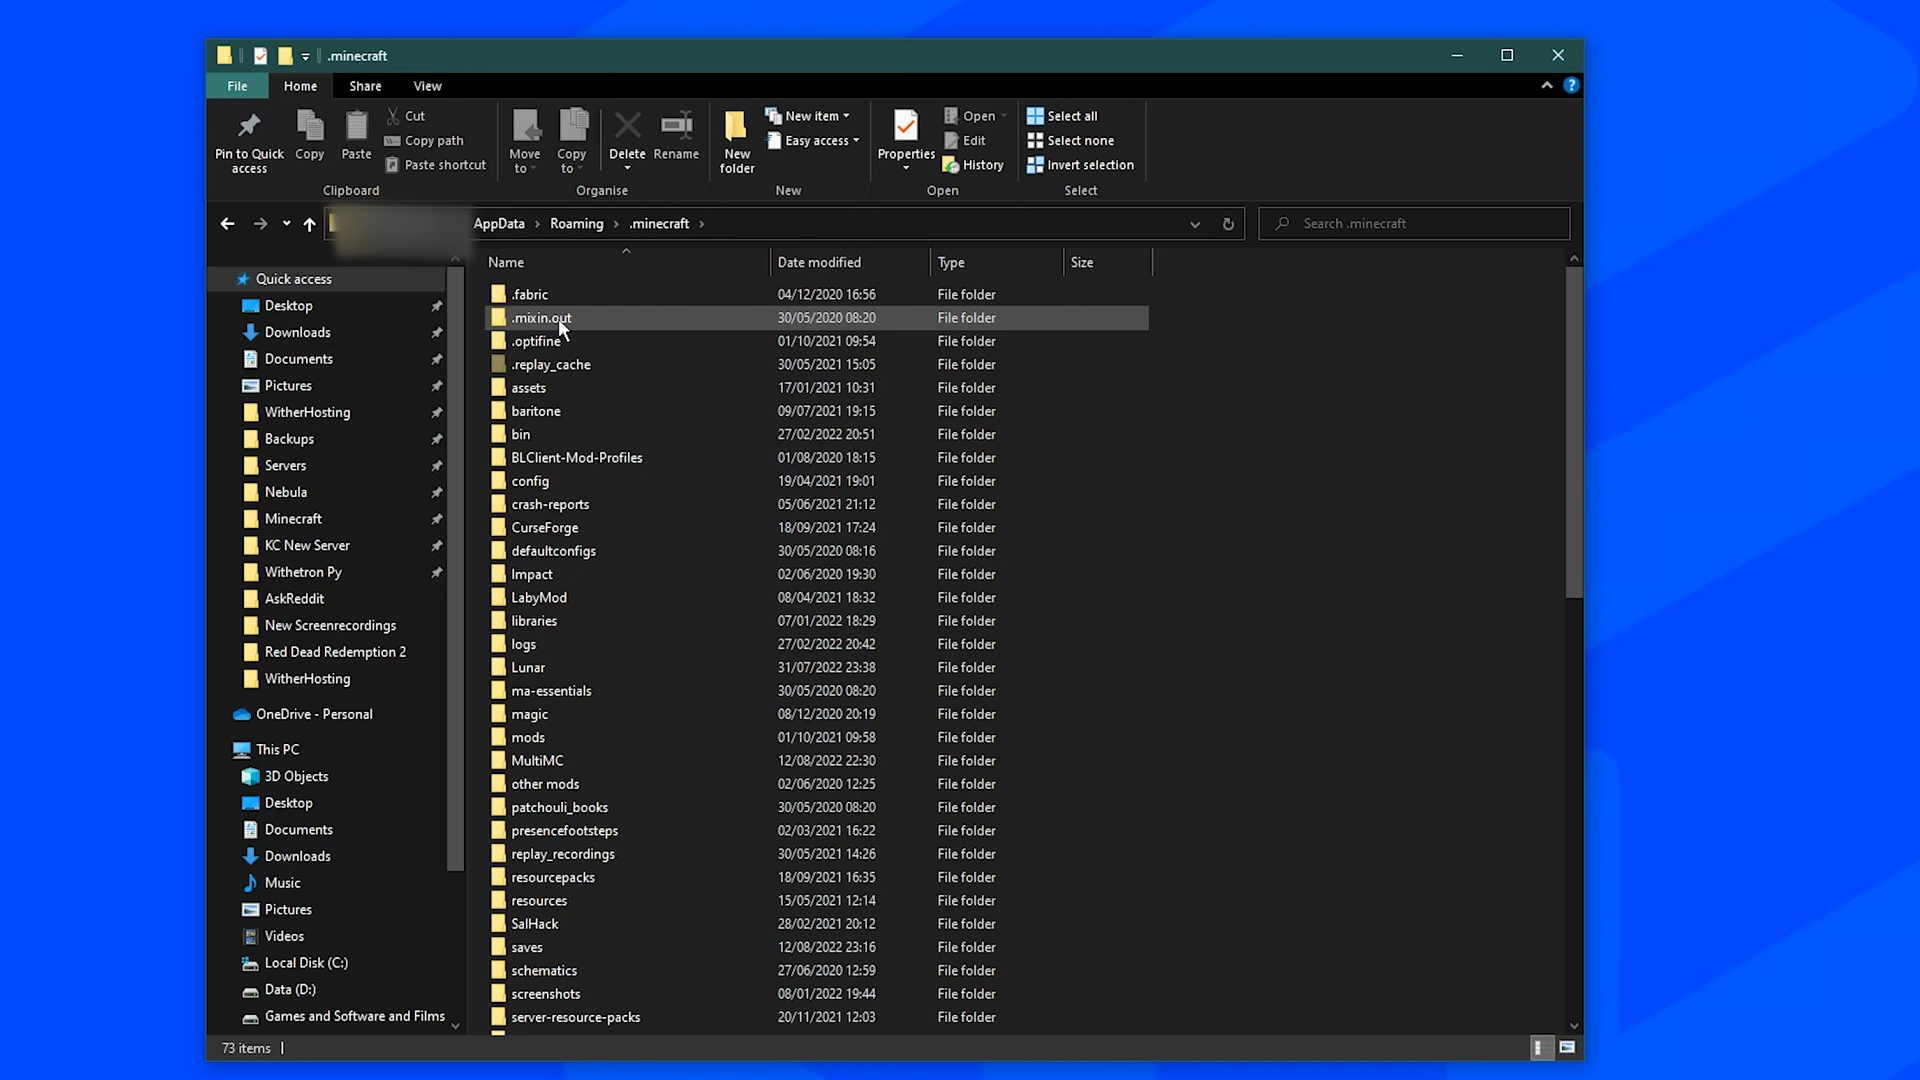 .minecraft
File Home Share View
Pin to Quick access
Copy
Paste
Cut
Copy path
Paste shortcut
Clipboard
Move to
Copy to
Delete
Rename
Organise
New folder
New item
Easy access
New
Properties
Open
Edit
History
Open
Select all
Select none
Invert selection
Select
AppData > Roaming > .minecraft >
Search .minecraft
Quick access
Desktop
Downloads
Documents
Pictures
WitherHosting
Backups
Servers
Nebula
Minecraft
KC New Server
Withetron Py
AskReddit
New Screenrecordings
Red Dead Redemption 2
WitherHosting
OneDrive - Personal
This PC
3D Objects
Desktop
Documents
Downloads
Music
Pictures
Videos
Local Disk (C:)
Data (D:)
Games and Software and Films
Name Date modified Type Size
.fabric 04/12/2020 16:56 File folder
.mixin.out 30/05/2020 08:20 File folder
.optifine 01/10/2021 09:54 File folder
.replay_cache 30/05/2021 15:05 File folder
assets 17/01/2021 10:31 File folder
baritone 09/07/2021 19:15 File folder
bin 27/02/2022 20:51 File folder
BLClient-Mod-Profiles 01/08/2020 18:15 File folder
config 19/04/2021 19:01 File folder
crash-reports 05/06/2021 21:12 File folder
CurseForge 18/09/2021 17:24 File folder
defaultconfigs 30/05/2020 08:16 File folder
Impact 02/06/2020 19:30 File folder
LabyMod 08/04/2021 18:32 File folder
libraries 07/01/2022 18:29 File folder
logs 27/02/2022 20:42 File folder
Lunar 31/07/2022 23:38 File folder
ma-essentials 30/05/2020 08:20 File folder
magic 08/12/2020 20:19 File folder
mods 01/10/2021 09:58 File folder
MultiMC 12/08/2022 22:30 File folder
other mods 02/06/2020 12:25 File folder
patchouli_books 30/05/2020 08:20 File folder
presencefootsteps 02/03/2021 16:22 File folder
replay_recordings 30/05/2021 14:26 File folder
resourcepacks 18/09/2021 16:35 File folder
resources 15/05/2021 12:14 File folder
SalHack 28/02/2021 20:12 File folder
saves 12/08/2022 23:16 File folder
schematics 27/06/2020 12:59 File folder
screenshots 08/01/2022 19:44 File folder
server-resource-packs 20/11/2021 12:03 File folder
73 items